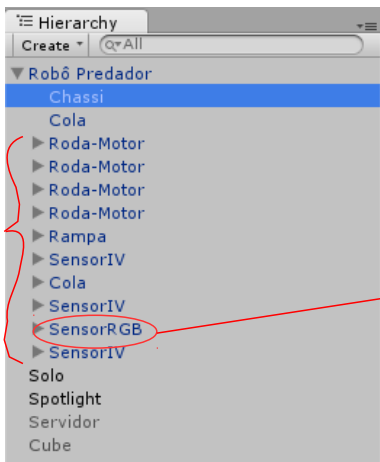 Hierarchy
Create All
Robô Predador
Chassi
Cola
Roda-Motor
Roda-Motor
Roda-Motor
Roda-Motor
Rampa
SensorIV
Cola
SensorIV
SensorRGB
SensorIV
Solo
Spotlight
Servidor
Cube